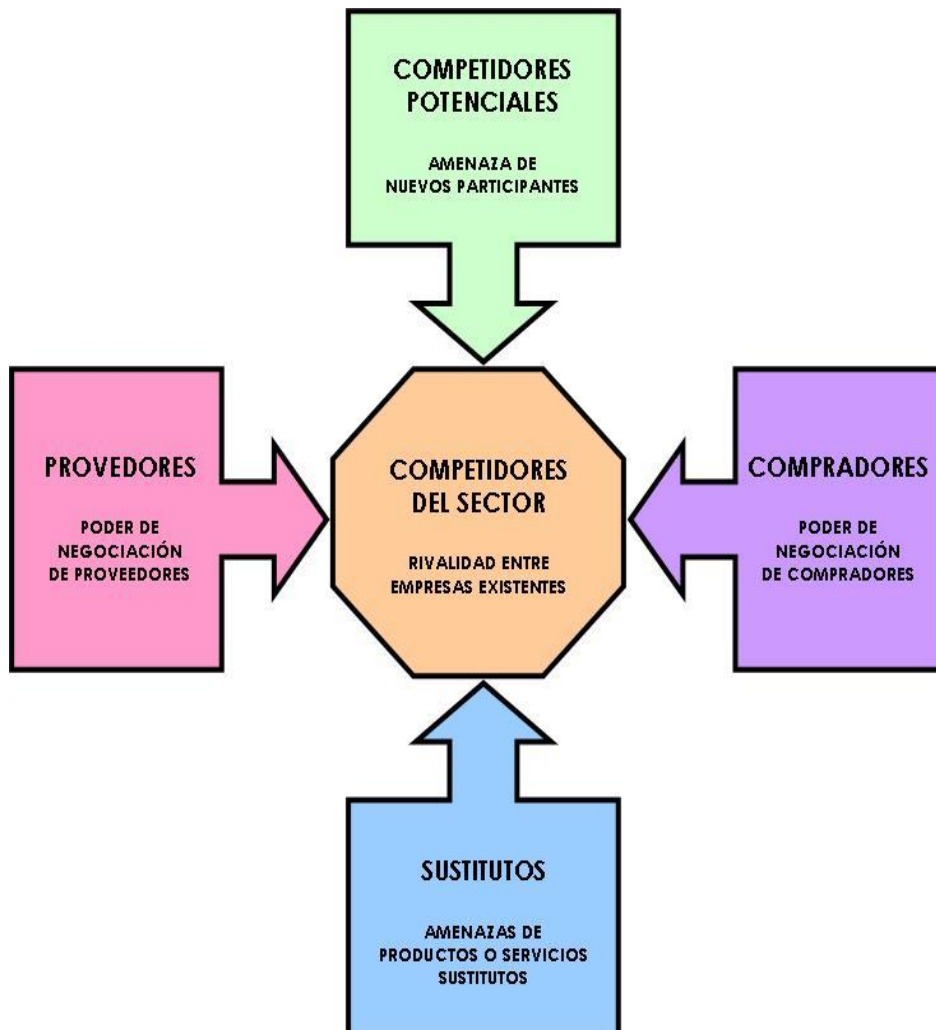 COMPETIDORES
POTENCIALES
AMENAZA DE
NUEVOS PARTICIPANTES
PROVEDORES
PODER DE
NEGOCIACIÓN
DE PROVEEDORES
COMPETIDORES
DEL SECTOR
RIVALIDAD ENTRE
EMPRESAS EXISTENTES
COMPRADORES
PODER DE
NEGOCIACIÓN
DE COMPRADORES
SUSTITUTOS
AMENAZAS DE
PRODUCTOS O SERVICIOS
SUSTITUTOS